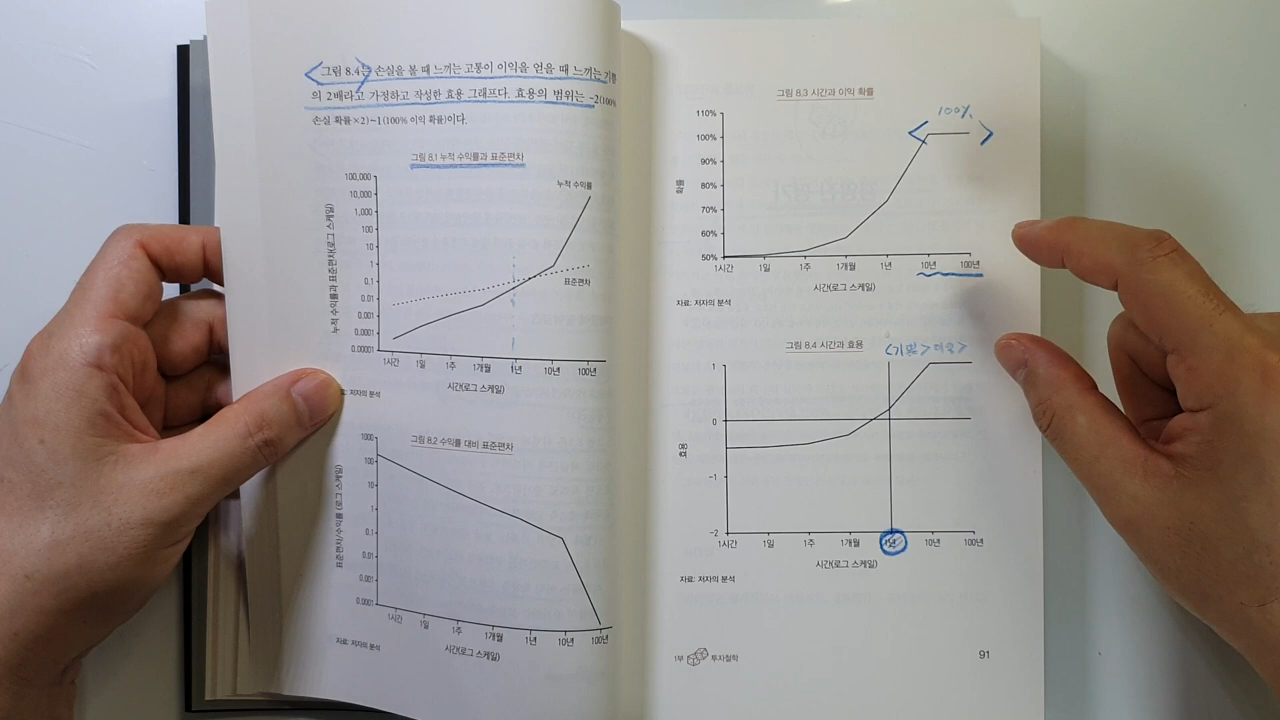 <그림 8.4>는 손실을 볼 때 느끼는 고통이 이익을 얻을 때 느끼는 기쁨
의 2배라고 가정하고 작성한 효용 그래프다. 효용의 범위는 -2(100%
손실 확률×2)~1(100% 이익 확률)이다.
그림 8.1 누적 수익률과 표준편차
누적 수익률과 표준편차(로그 스케일)
100,000
10,000
1,000
100
10
1
0.1
0.01
0.001
0.0001
0.00001
누적 수익률
표준편차
1시간 1일 1주 1개월 1년 10년 100년
시간(로그 스케일)
자료: 저자의 분석
그림 8.2 수익률 대비 표준편차
표준편차/수익률 (로그 스케일)
1000
100
10
1
0.1
0.01
0.001
0.0001
1시간 1일 1주 1개월 1년 10년 100년
시간(로그 스케일)
자료: 저자의 분석
그림 8.3 시간과 이익 확률
확률
110%
100%
90%
80%
70%
60%
50%
100%
1시간 1일 1주 1개월 1년 10년 100년
시간(로그 스케일)
자료: 저자의 분석
그림 8.4 시간과 효용
<기쁨> 이익>
효용
1
0
-1
-2
1시간 1일 1주 1개월 1년 10년 100년
시간(로그 스케일)
자료: 저자의 분석
1부 투자철학
91